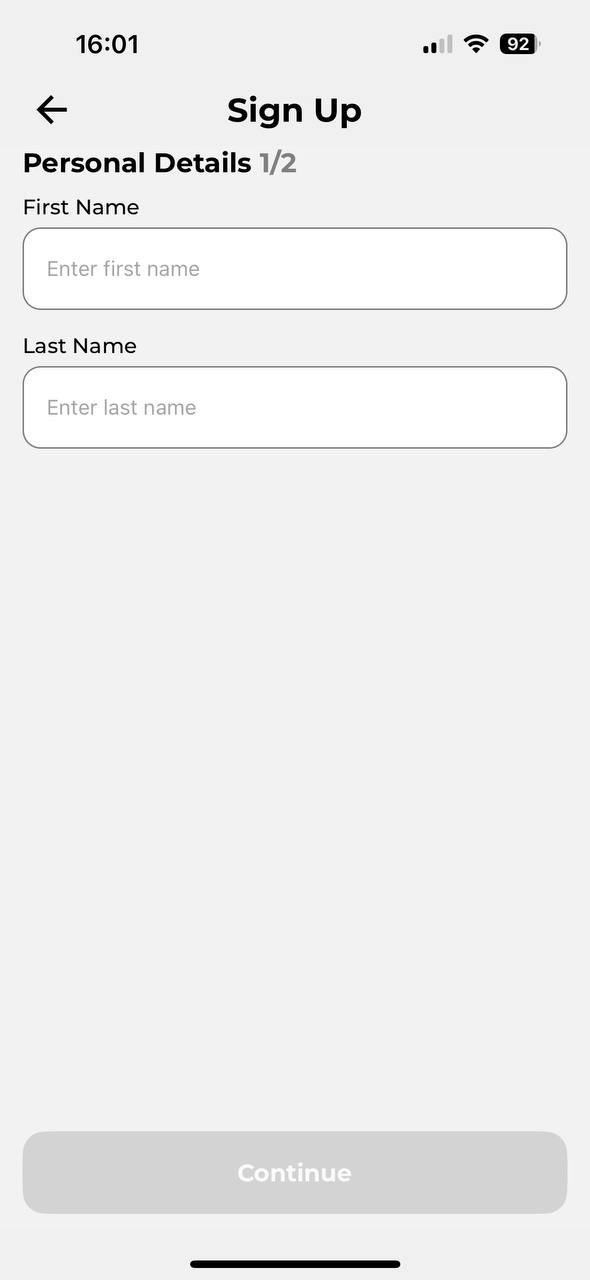 16:01 92
Sign Up
Personal Details 1/2
First Name
Enter first name
Last Name
Enter last name
Continue